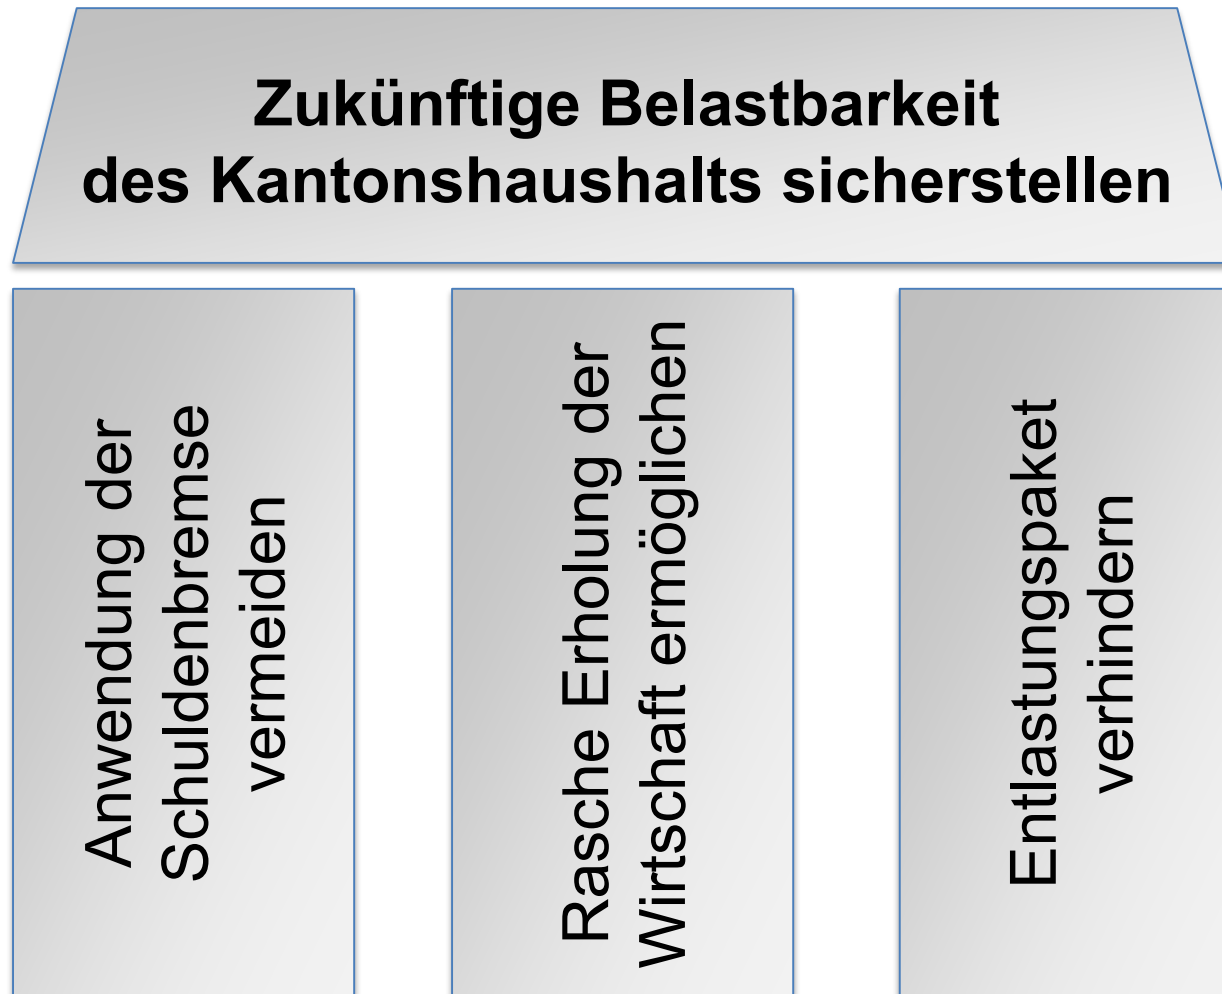 Zukünftige Belastbarkeit
des Kantonshaushalts sicherstellen
Anwendung der
Schuldenbremse
vermeiden
Rasche Erholung der
Wirtschaft ermöglichen
Entlastungspaket
verhindern